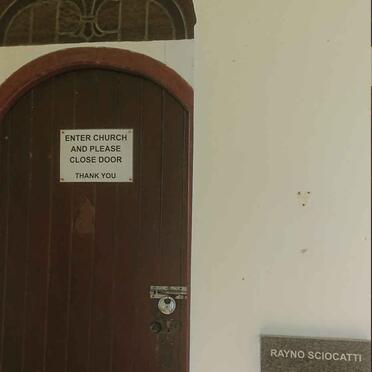 ENTER CHURCH
AND PLEASE
CLOSE DOOR
THANK YOU
RAYNO SCIOCATTI